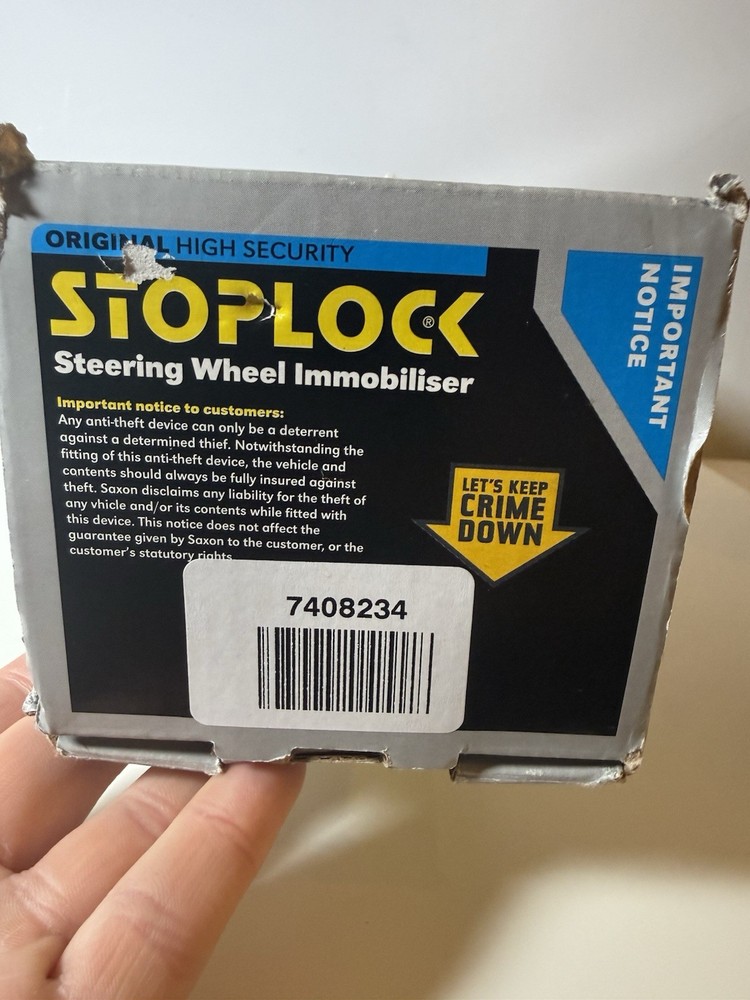 ORIGINAL HIGH SECURITY
STOPLOCK®
Steering Wheel Immobiliser
Important notice to customers:
Any anti-theft device can only be a deterrent
against a determined thief. Notwithstanding the
fitting of this anti-theft device, the vehicle and
contents should always be fully insured against
theft. Saxon disclaims any liability for the theft of
any vhicle and/or its contents while fitted with
this device. This notice does not affect the
guarantee given by Saxon to the customer, or the
customer's statutory rights
IMPORTANT
NOTICE
LET'S KEEP
CRIME
DOWN
7408234